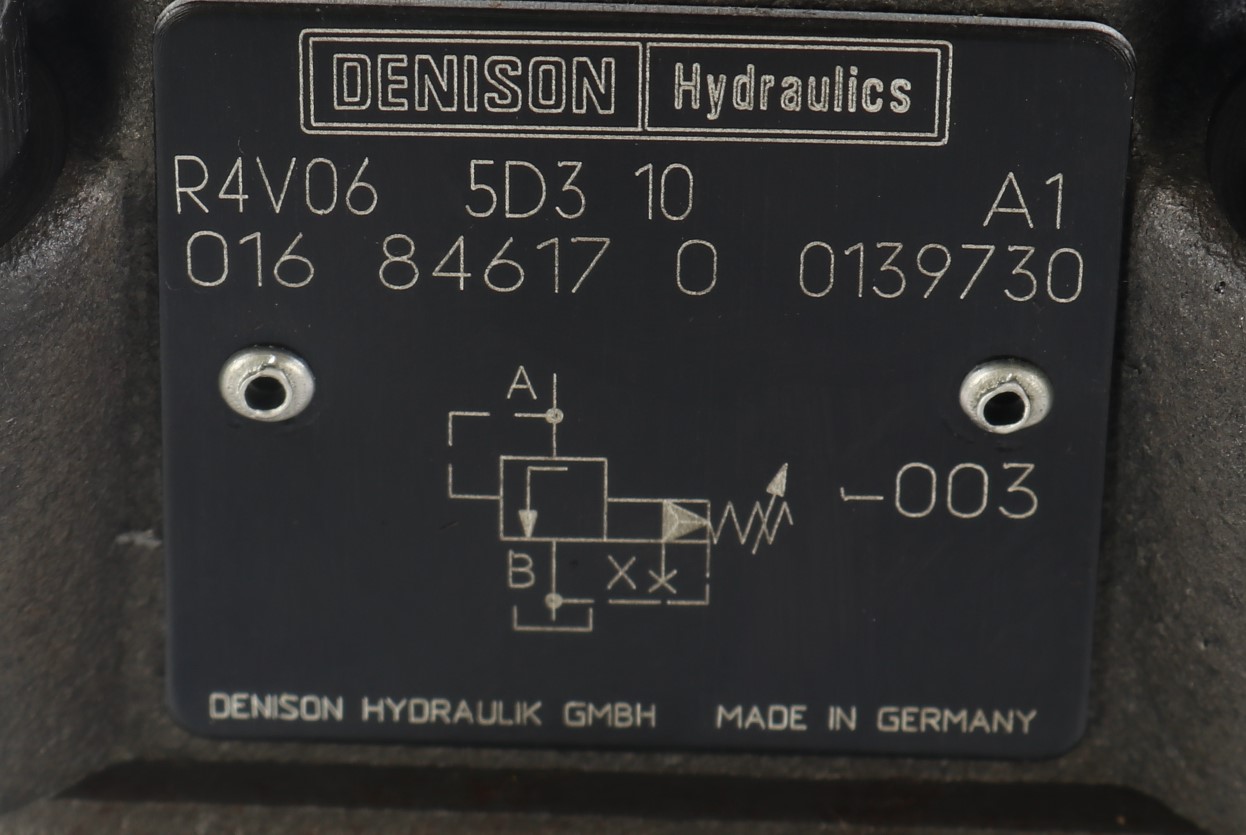 DENISON Hydraulics
R4V06 5D3 10 A1
016 84617 0 0139730
A
-003
B X
DENISON HYDRAULIK GMBH MADE IN GERMANY